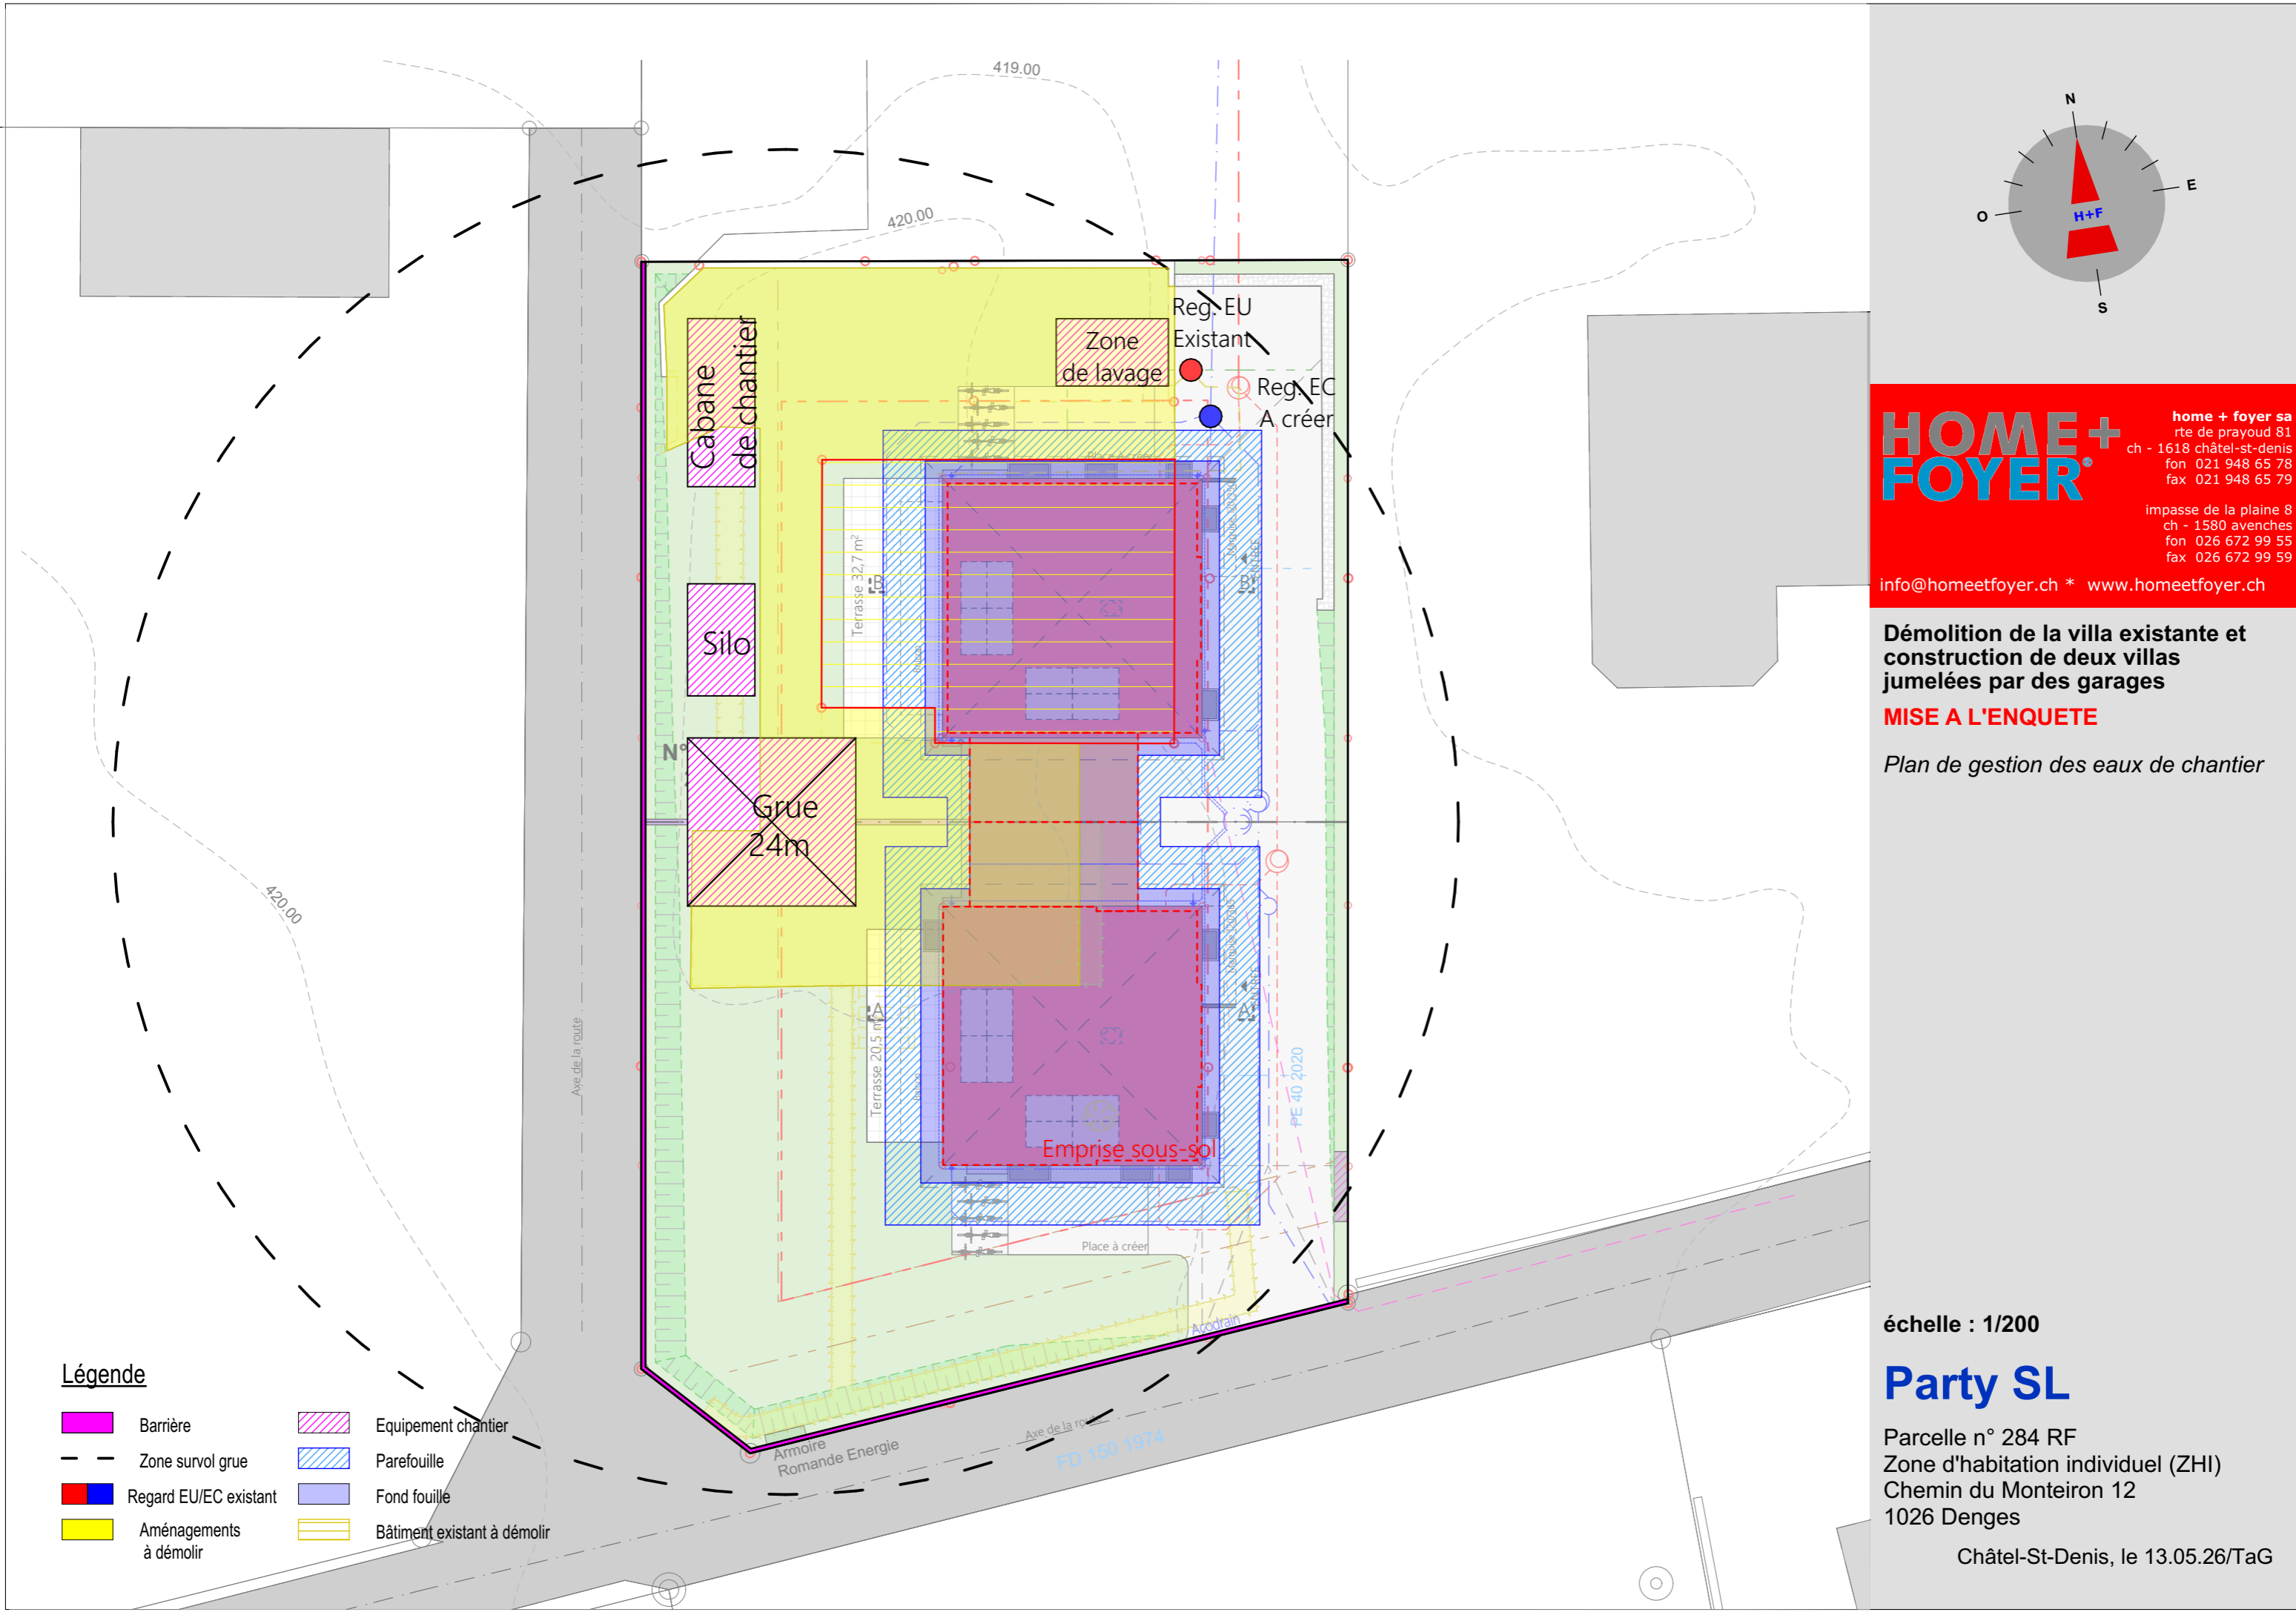 419.00
420.00
420.00
Reg. EU
Existant
Reg. EC
A créer
Zone
de lavage
Cabane
de chantier
Silo
Grue
24m
N°
Terrasse 32,7 m²
Terrasse 20,5 m²
Place à créer
B
B
A
A
Emprise sous-sol
PE 40 2020
Place à créer
Acodrain
Axe de la route
Axe de la route
FD 150 1974
Armoire
Romande Energie
Légende
Barrière
Zone survol grue
Regard EU/EC existant
Aménagements
à démolir
Equipement chantier
Parefouille
Fond fouille
Bâtiment existant à démolir
N
E
S
O
H+F
HOME+
FOYER®
home + foyer sa
rte de prayoud 81
ch - 1618 châtel-st-denis
fon 021 948 65 78
fax 021 948 65 79
impasse de la plaine 8
ch - 1580 avenches
fon 026 672 99 55
fax 026 672 99 59
info@homeetfoyer.ch * www.homeetfoyer.ch
Démolition de la villa existante et
construction de deux villas
jumelées par des garages
MISE A L'ENQUETE
Plan de gestion des eaux de chantier
échelle : 1/200
Party SL
Parcelle n° 284 RF
Zone d'habitation individuel (ZHI)
Chemin du Monteiron 12
1026 Denges
Châtel-St-Denis, le 13.05.26/TaG